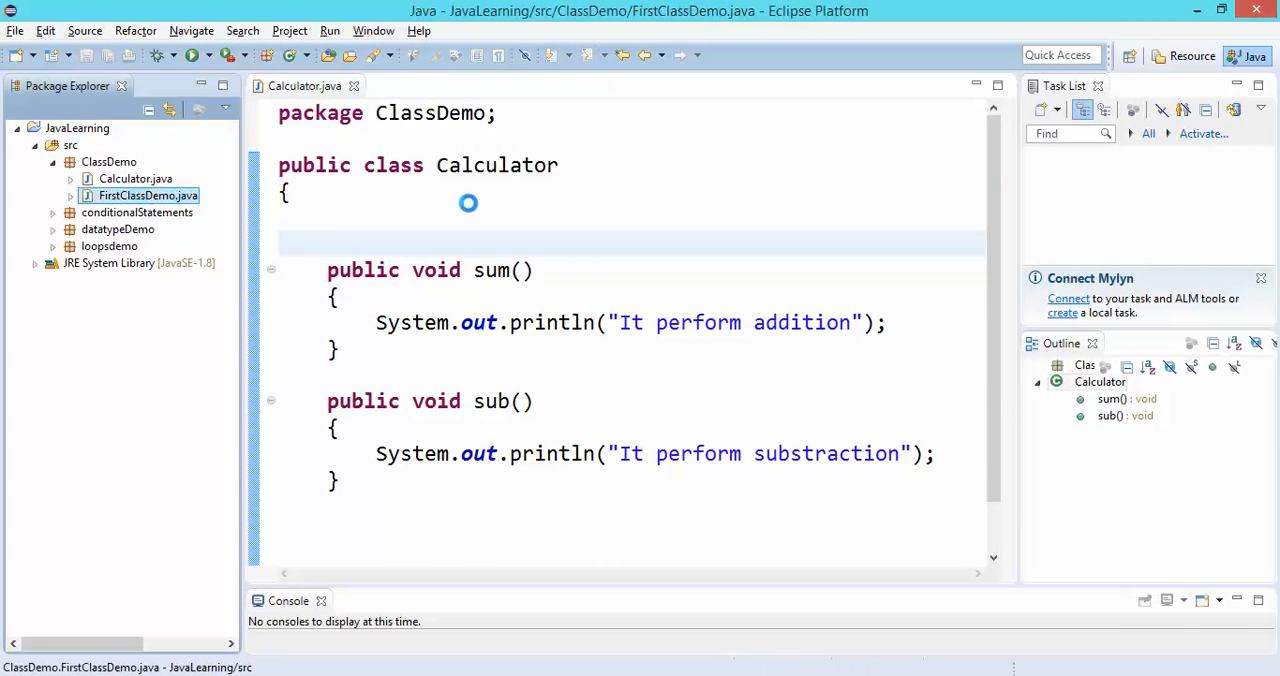 Java - JavaLearning/src/ClassDemo/FirstClassDemo.java - Eclipse Platform
File Edit Source Refactor Navigate Search Project Run Window Help
Quick Access Resource Java
Package Explorer
JavaLearning
src
ClassDemo
Calculator.java
FirstClassDemo.java
conditionalStatements
datatypeDemo
loopsdemo
JRE System Library [JavaSE-1.8]
Calculator.java
package ClassDemo;
public class Calculator
{
public void sum()
{
System.out.println("It perform addition");
}
public void sub()
{
System.out.println("It perform substraction");
}
Task List
Find All Activate...
Connect Mylyn
Connect to your task and ALM tools or
create a local task.
Outline
Clas
Calculator
sum() : void
sub() : void
Console
No consoles to display at this time.
ClassDemo.FirstClassDemo.java - JavaLearning/src